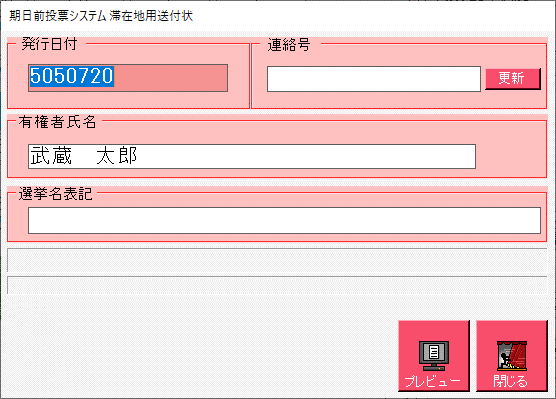 期日前投票システム 滞在地用送付状
発行日付
連絡号
5050720
更新
有権者氏名
武蔵　太郎
選挙名表記
プレビュー
閉じる